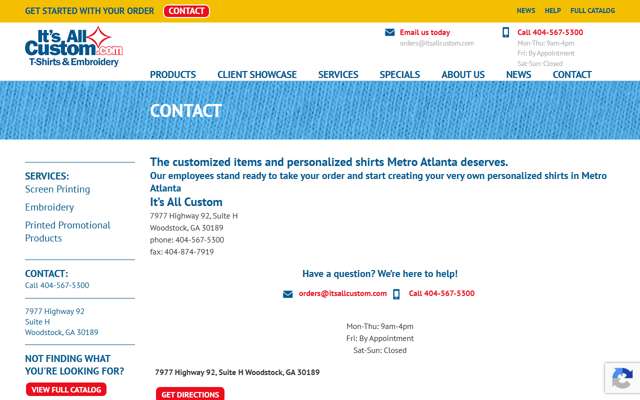 GET STARTED WITH YOUR ORDER CONTACT
NEWS HELP FULL CATALOG
It's All
Custom.com
T-Shirts & Embroidery
Email us today
orders@itsallcustom.com
Call 404-567-5300
Mon-Thu: 9am-4pm
Fri: By Appointment
Sat-Sun: Closed
PRODUCTS CLIENT SHOWCASE SERVICES SPECIALS ABOUT US NEWS CONTACT
CONTACT
SERVICES:
Screen Printing
Embroidery
Printed Promotional
Products
CONTACT:
Call 404-567-5300
7977 Highway 92
Suite H
Woodstock, GA 30189
NOT FINDING WHAT
YOU'RE LOOKING FOR?
VIEW FULL CATALOG
The customized items and personalized shirts Metro Atlanta deserves.
Our employees stand ready to take your order and start creating your very own personalized shirts in Metro
Atlanta
It's All Custom
7977 Highway 92, Suite H
Woodstock, GA 30189
phone: 404-567-5300
fax: 404-874-7919
Have a question? We're here to help!
orders@itsallcustom.com Call 404-567-5300
Mon-Thu: 9am-4pm
Fri: By Appointment
Sat-Sun: Closed
7977 Highway 92, Suite H Woodstock, GA 30189
GET DIRECTIONS